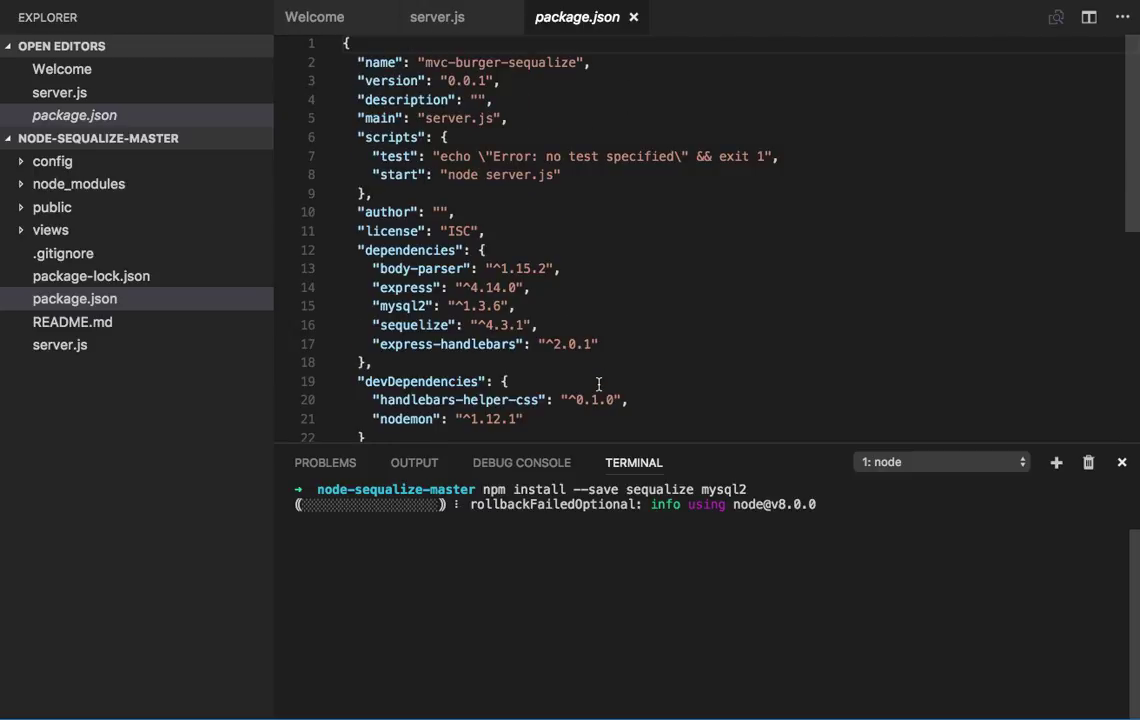 EXPLORER
OPEN EDITORS
Welcome
server.js
package.json
NODE-SEQUALIZE-MASTER
config
node_modules
public
views
.gitignore
package-lock.json
package.json
README.md
server.js
Welcome server.js package.json ×
1 {
2 "name": "mvc-burger-sequalize",
3 "version": "0.0.1",
4 "description": "",
5 "main": "server.js",
6 "scripts": {
7 "test": "echo \"Error: no test specified\" && exit 1",
8 "start": "node server.js"
9 },
10 "author": "",
11 "license": "ISC",
12 "dependencies": {
13 "body-parser": "^1.15.2",
14 "express": "^4.14.0",
15 "mysql2": "^1.3.6",
16 "sequelize": "^4.3.1",
17 "express-handlebars": "^2.0.1"
18 },
19 "devDependencies": {
20 "handlebars-helper-css": "^0.1.0",
21 "nodemon": "^1.12.1"
22 }
PROBLEMS OUTPUT DEBUG CONSOLE TERMINAL 1: node
→ node-sequalize-master npm install --save sequalize mysql2
(░░░░░░░░░░░░░░░░░░) ⁝ rollbackFailedOptional: info using node@v8.0.0